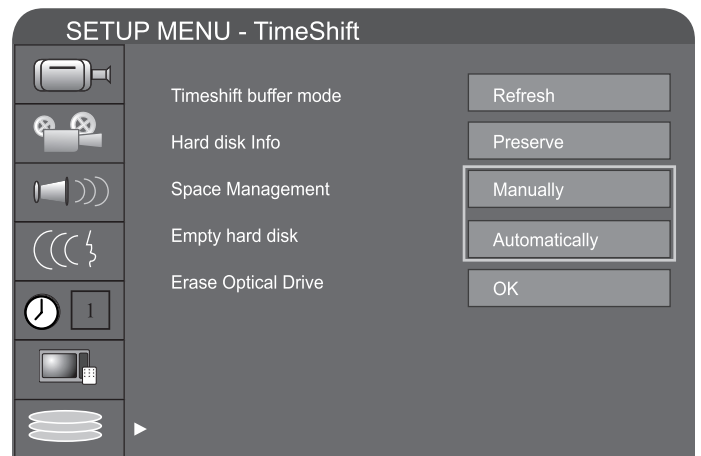 SETUP MENU - TimeShift
Timeshift buffer mode
Refresh
Hard disk Info
Preserve
Space Management
Manually
Empty hard disk
Automatically
Erase Optical Drive
OK
1